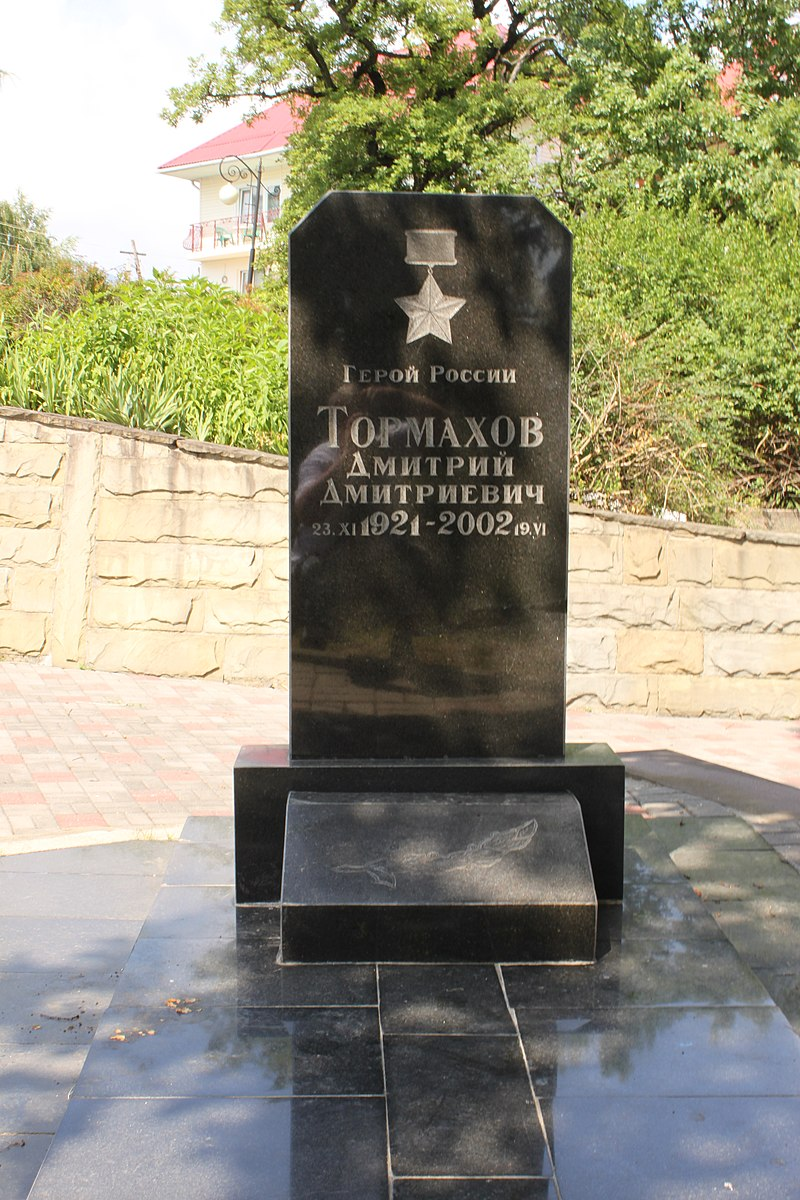 Герой России
Тормахов
Дмитрий
Дмитриевич
23.XI 1921-2002 19.VI